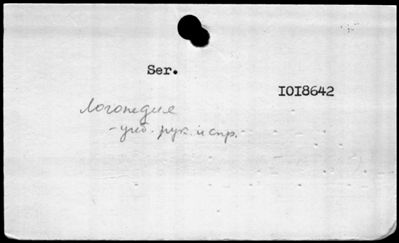 Ser.
IOI8642
Логопедия
- учеб. рук. и спр.